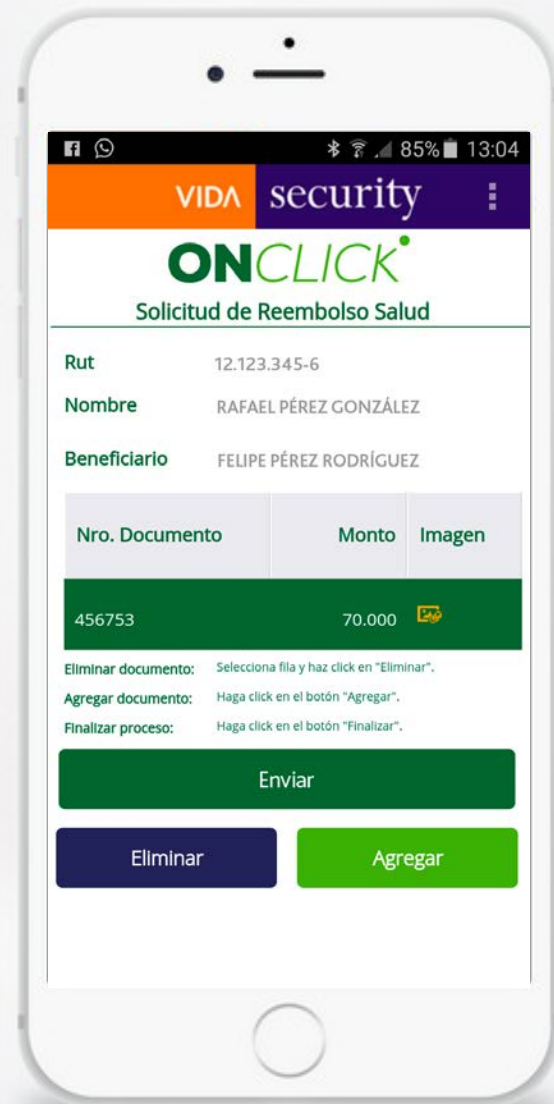 85% 13:04
VIDA security
ONCLICK
Solicitud de Reembolso Salud
Rut 12.123.345-6
Nombre RAFAEL PÉREZ GONZÁLEZ
Beneficiario FELIPE PÉREZ RODRÍGUEZ
Nro. Documento Monto Imagen
456753 70.000
Eliminar documento: Selecciona fila y haz click en "Eliminar".
Agregar documento: Haga click en el botón "Agregar".
Finalizar proceso: Haga click en el botón "Finalizar".
Enviar
Eliminar Agregar